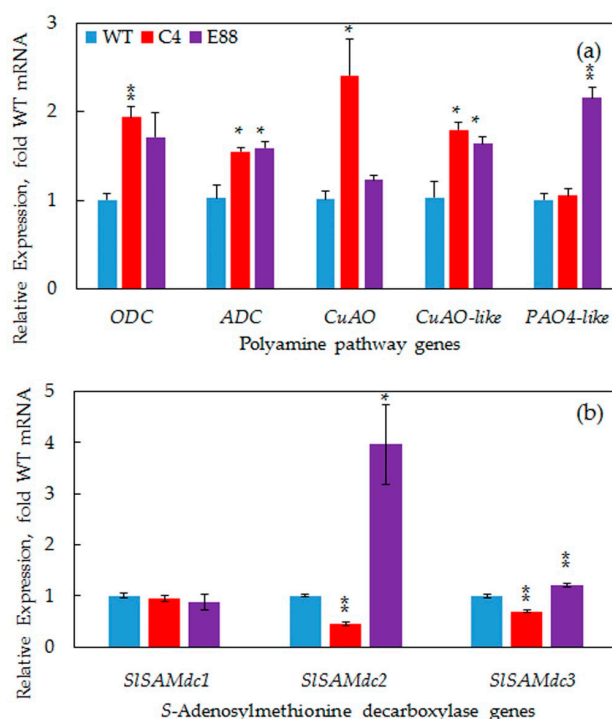 Relative Expression, fold WT mRNA
3
2
1
0
WT C4 E88
(a)
** * * * * * **
ODC ADC CuAO CuAO-like PAO4-like
Polyamine pathway genes
Relative Expression, fold WT mRNA
5
4
3
2
1
0
(b)
** * ** **
SlSAMdc1 SlSAMdc2 SlSAMdc3
S-Adenosylmethionine decarboxylase genes